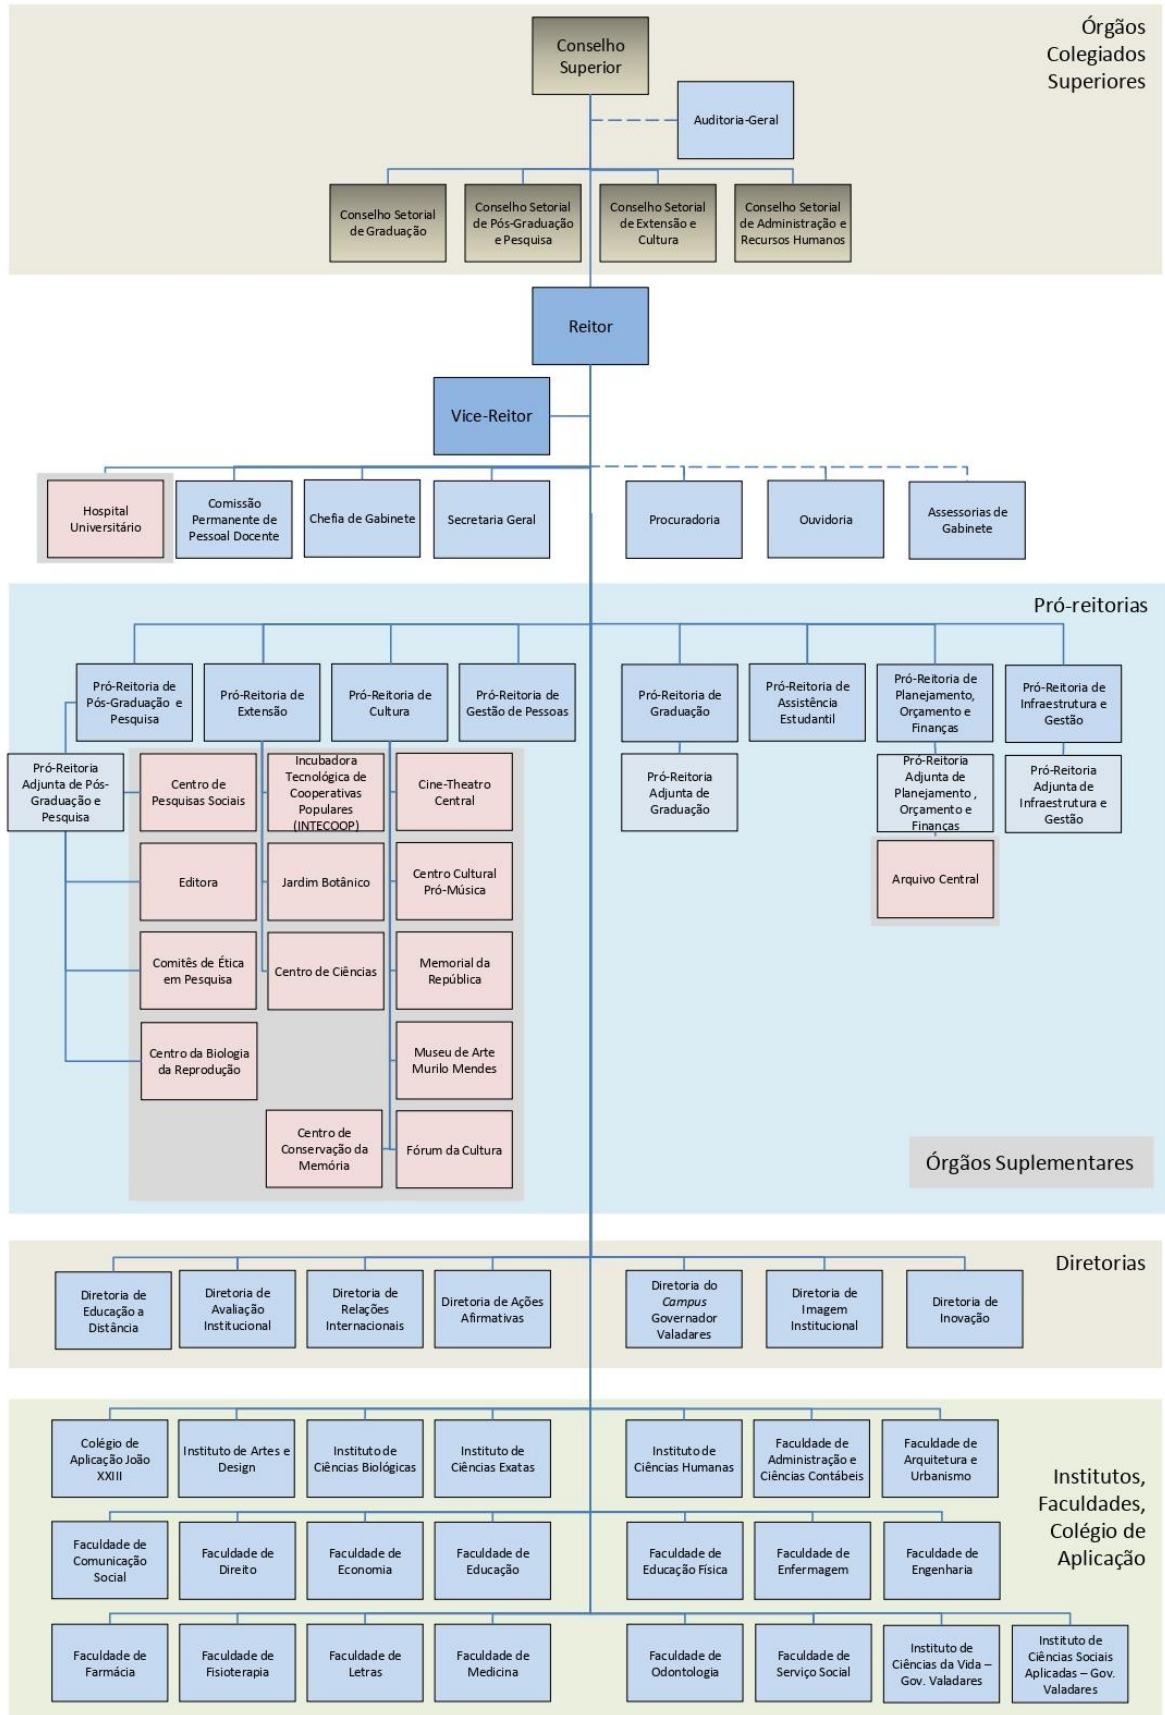 Órgãos
Colegiados
Superiores
Conselho
Superior
Auditoria-Geral
Conselho Setorial
de Graduação
Conselho Setorial
de Pós-Graduação
e Pesquisa
Conselho Setorial
de Extensão e
Cultura
Conselho Setorial
de Administração e
Recursos Humanos
Reitor
Vice-Reitor
Hospital
Universitário
Comissão
Permanente de
Pessoal Docente
Chefia de Gabinete
Secretaria Geral
Procuradoria
Ouvidoria
Assessorias de
Gabinete
Pró-reitorias
Pró-Reitoria de
Pós-Graduação e
Pesquisa
Pró-Reitoria de
Extensão
Pró-Reitoria de
Cultura
Pró-Reitoria de
Gestão de Pessoas
Pró-Reitoria de
Graduação
Pró-Reitoria de
Assistência
Estudantil
Pró-Reitoria de
Planejamento,
Orçamento e
Finanças
Pró-Reitoria de
Infraestrutura e
Gestão
Pró-Reitoria
Adjunta de Pós-
Graduação e
Pesquisa
Centro de
Pesquisas Sociais
Incubadora
Tecnológica de
Cooperativas
Populares
(INTECOOP)
Cine-Theatro
Central
Pró-Reitoria
Adjunta de
Graduação
Pró-Reitoria
Adjunta de
Planejamento ,
Orçamento e
Finanças
Pró-Reitoria
Adjunta de
Infraestrutura e
Gestão
Editora
Jardim Botânico
Centro Cultural
Pró-Música
Arquivo Central
Comitês de Ética
em Pesquisa
Centro de Ciências
Memorial da
República
Centro da Biologia
da Reprodução
Museu de Arte
Murilo Mendes
Centro de
Conservação da
Memória
Fórum da Cultura
Órgãos Suplementares
Diretorias
Diretoria de
Educação a
Distância
Diretoria de
Avaliação
Institucional
Diretoria de
Relações
Internacionais
Diretoria de Ações
Afirmativas
Diretoria do
Campus
Governador
Valadares
Diretoria de
Imagem
Institucional
Diretoria de
Inovação
Institutos,
Faculdades,
Colégio de
Aplicação
Colégio de
Aplicação João
XXIII
Instituto de Artes e
Design
Instituto de
Ciências Biológicas
Instituto de
Ciências Exatas
Instituto de
Ciências Humanas
Faculdade de
Administração e
Ciências Contábeis
Faculdade de
Arquitetura e
Urbanismo
Faculdade de
Comunicação
Social
Faculdade de
Direito
Faculdade de
Economia
Faculdade de
Educação
Faculdade de
Educação Física
Faculdade de
Enfermagem
Faculdade de
Engenharia
Faculdade de
Farmácia
Faculdade de
Fisioterapia
Faculdade de
Letras
Faculdade de
Medicina
Faculdade de
Odontologia
Faculdade de
Serviço Social
Instituto de
Ciências da Vida –
Gov. Valadares
Instituto de
Ciências Sociais
Aplicadas – Gov.
Valadares